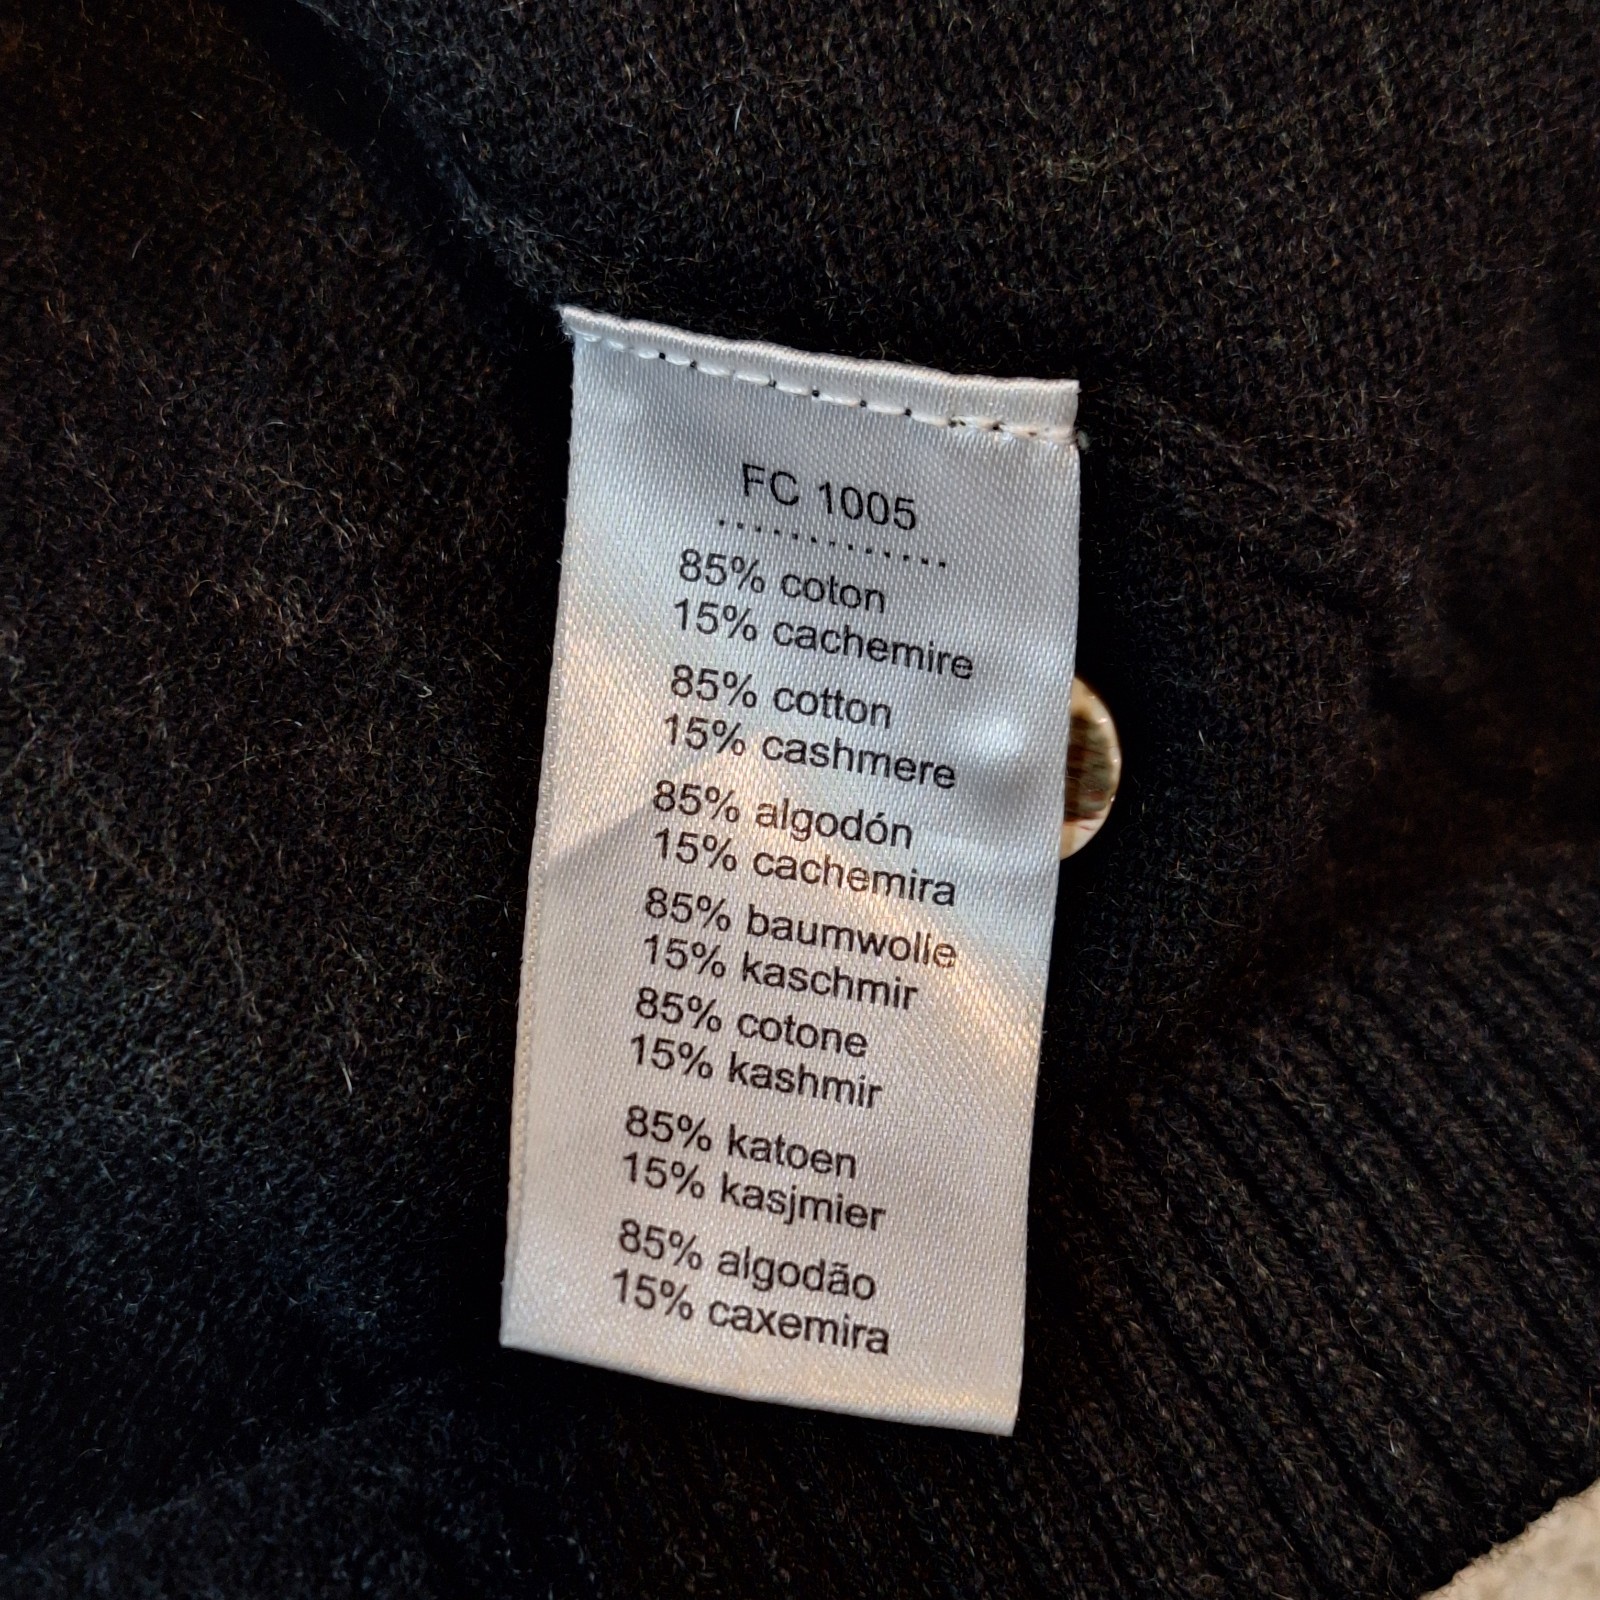 FC 1005
............
85% coton
15% cachemire
85% cotton
15% cashmere
85% algodón
15% cachemira
85% baumwolle
15% kaschmir
85% cotone
15% kashmir
85% katoen
15% kasjmier
85% algodão
15% caxemira